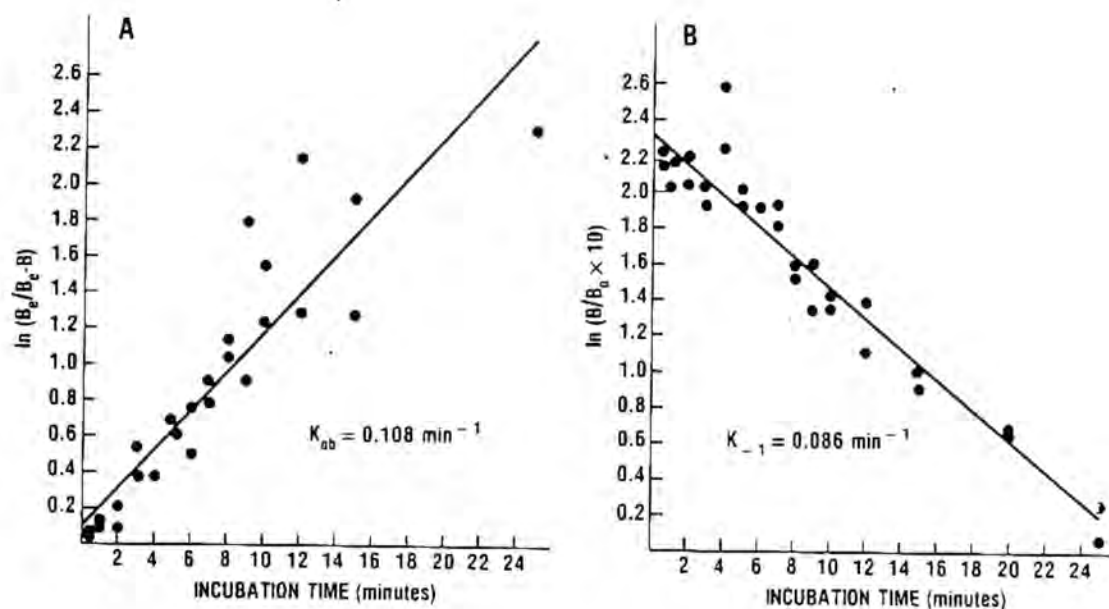 A
2.6
2.4
2.2
2.0
1.8
1.6
1.4
1.2
1.0
0.8
0.6
0.4
0.2
ln (Be/Be-B)
K_ob = 0.108 min⁻¹
2 4 6 8 10 12 14 16 18 20 22 24
INCUBATION TIME (minutes)
B
2.6
2.4
2.2
2.0
1.8
1.6
1.4
1.2
1.0
0.8
0.6
0.4
0.2
ln (B/B₀ × 10)
K₋₁ = 0.086 min⁻¹
2 4 6 8 10 12 14 16 18 20 22 24
INCUBATION TIME (minutes)